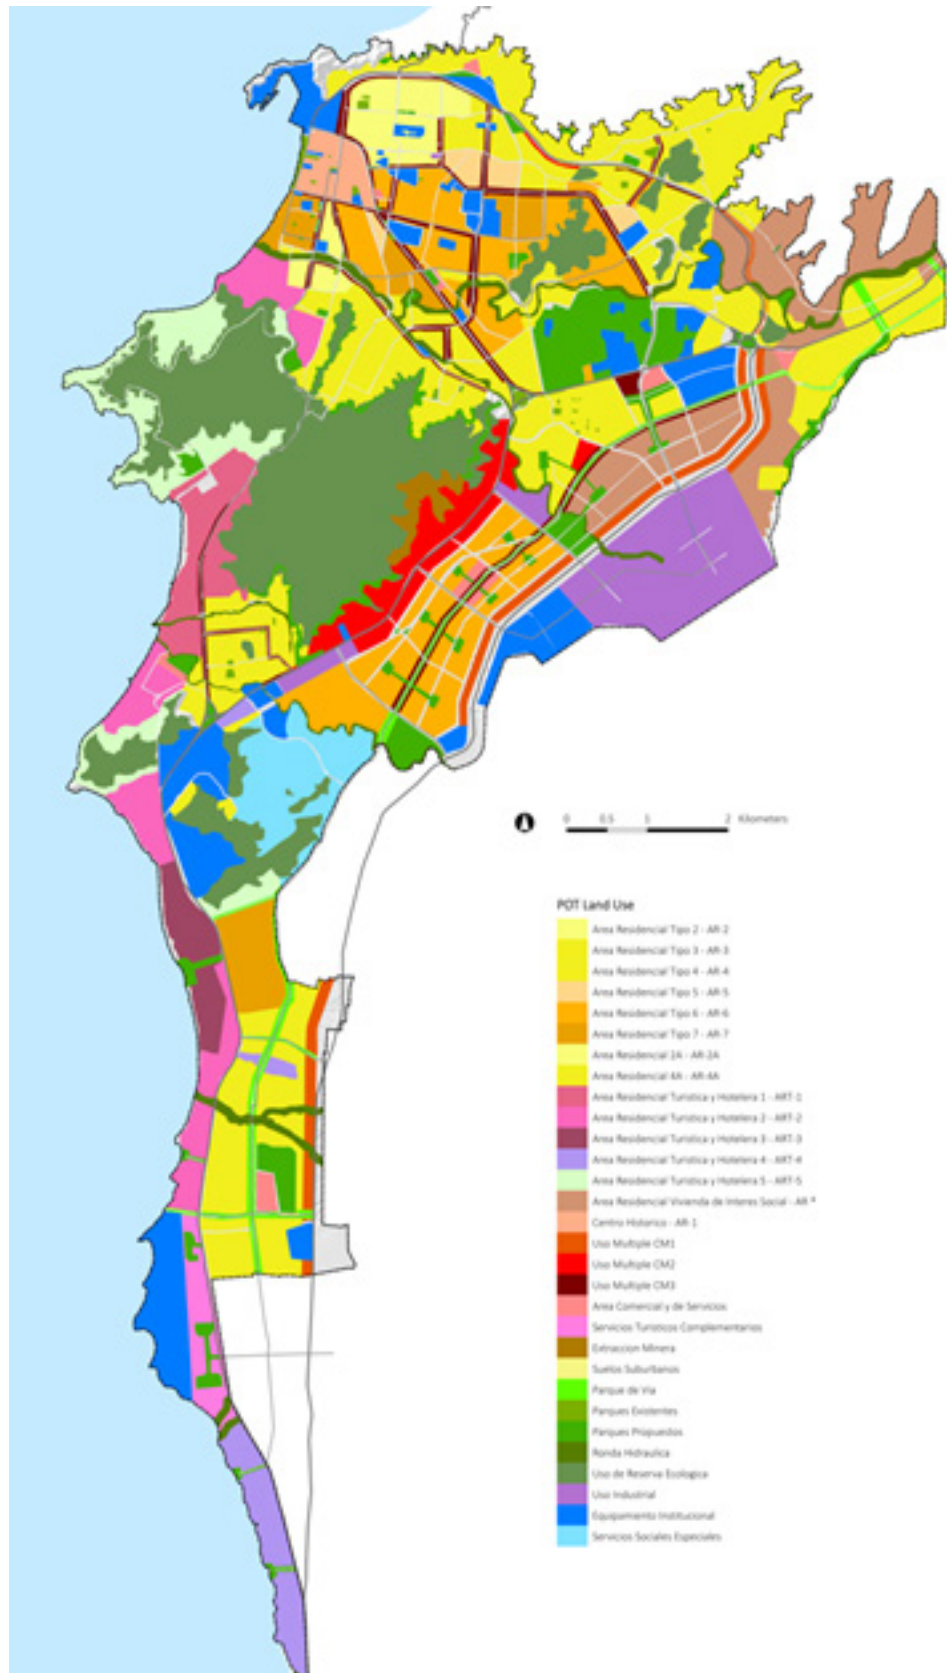 0 0.5 1 2 Kilometers
POT Land Use
Area Residencial Tipo 2 - AR-2
Area Residencial Tipo 3 - AR-3
Area Residencial Tipo 4 - AR-4
Area Residencial Tipo 5 - AR-5
Area Residencial Tipo 6 - AR-6
Area Residencial Tipo 7 - AR-7
Area Residencial 2A - AR-2A
Area Residencial 4A - AR-4A
Area Residencial Turistica y Hotelera 1 - ART-1
Area Residencial Turistica y Hotelera 2 - ART-2
Area Residencial Turistica y Hotelera 3 - ART-3
Area Residencial Turistica y Hotelera 4 - ART-4
Area Residencial Turistica y Hotelera 5 - ART-5
Area Residencial Vivienda de Interes Social - AR
Centro Historico - AR-1
Uso Multiple CM1
Uso Multiple CM2
Uso Multiple CM3
Area Comercial y de Servicios
Servicios Turisticos Complementarios
Extraccion Minera
Suelos Suburbanos
Parque de Via
Parques Existentes
Parques Propuestos
Ronda Hidraulica
Uso de Reserva Ecologica
Uso Industrial
Equipamiento Institucional
Servicios Sociales Especiales